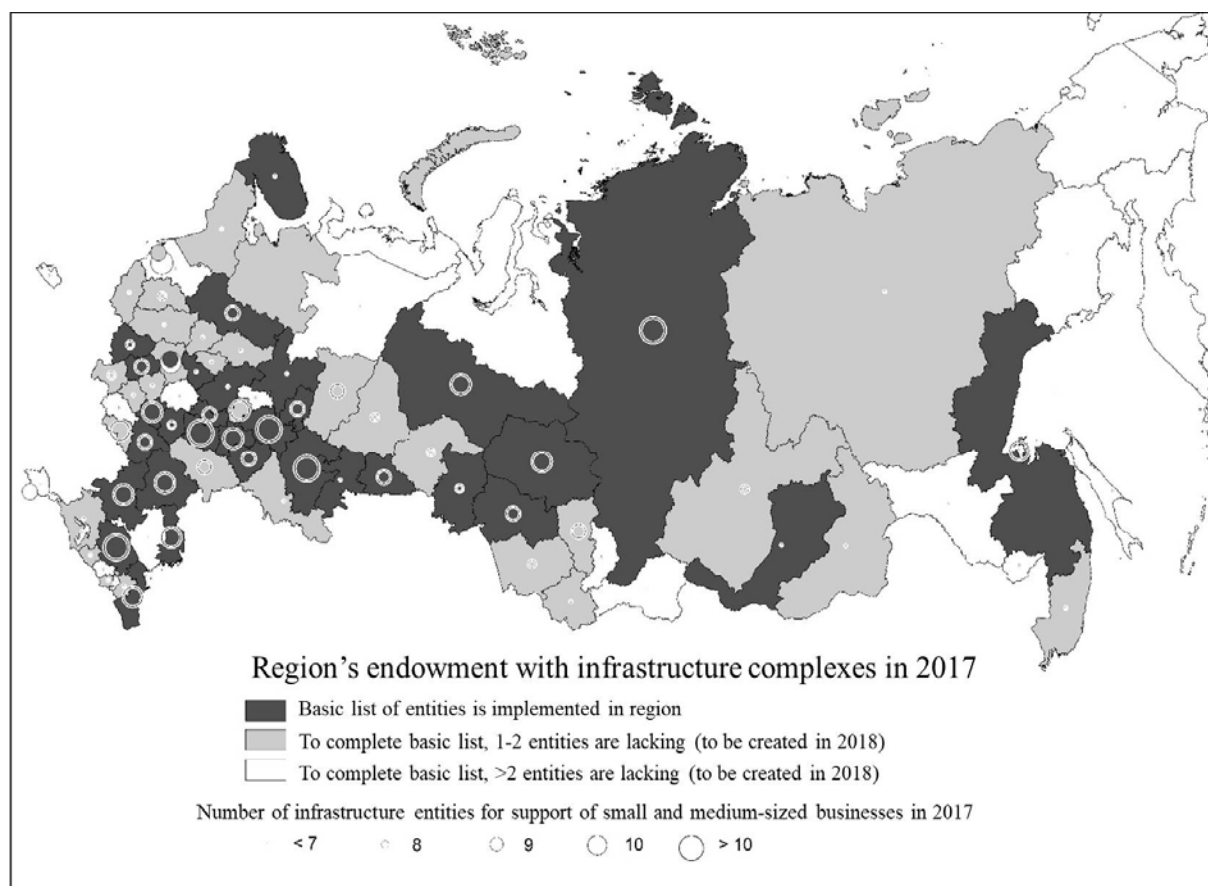 Region's endowment with infrastructure complexes in 2017
Basic list of entities is implemented in region
To complete basic list, 1-2 entities are lacking (to be created in 2018)
To complete basic list, >2 entities are lacking (to be created in 2018)
Number of infrastructure entities for support of small and medium-sized businesses in 2017
< 7 8 9 10 > 10